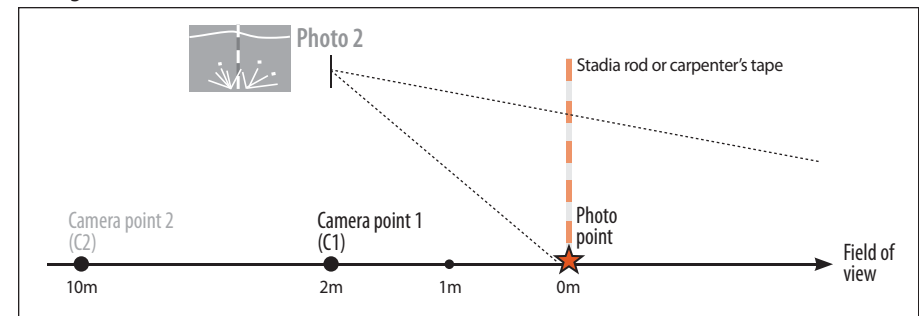 Photo 2
Stadia rod or carpenter's tape
Camera point 2
(C2)
Camera point 1
(C1)
Photo
point
Field of
view
10m
2m
1m
0m